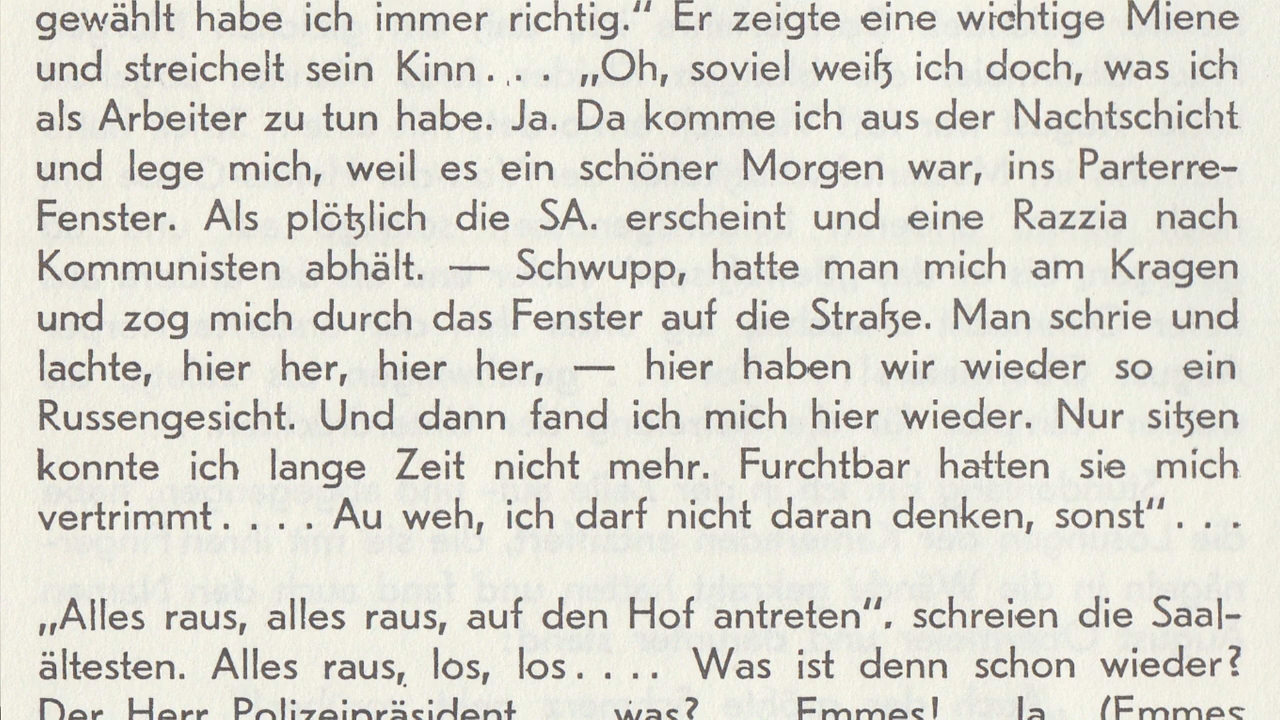 gewählt habe ich immer richtig.“ Er zeigte eine wichtige Miene
und streichelt sein Kinn. . . „Oh, soviel weiß ich doch, was ich
als Arbeiter zu tun habe. Ja. Da komme ich aus der Nachtschicht
und lege mich, weil es ein schöner Morgen war, ins Parterre-
Fenster. Als plötzlich die SA. erscheint und eine Razzia nach
Kommunisten abhält. — Schwupp, hatte man mich am Kragen
und zog mich durch das Fenster auf die Straße. Man schrie und
lachte, hier her, hier her, — hier haben wir wieder so ein
Russengesicht. Und dann fand ich mich hier wieder. Nur sitzen
konnte ich lange Zeit nicht mehr. Furchtbar hatten sie mich
vertrimmt. . . . Au weh, ich darf nicht daran denken, sonst“. . .
„Alles raus, alles raus, auf den Hof antreten“. schreien die Saal-
ältesten. Alles raus, los, los. . . . Was ist denn schon wieder?
Der Herr Polizeipräsident . . . was? . . . Emmes! . . Ja. (Emmes